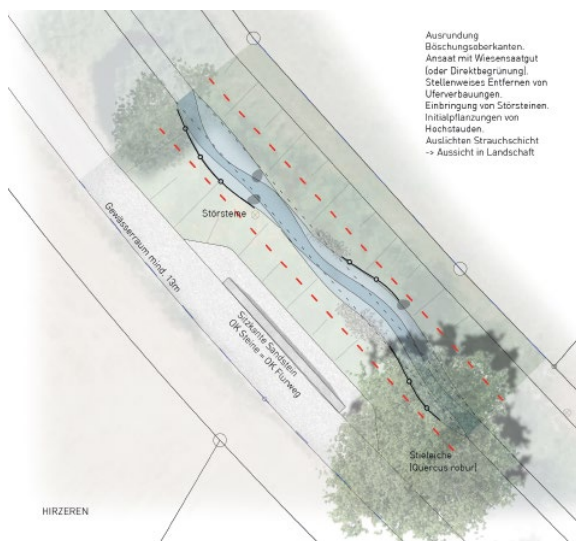 Ausrundung
Böschungsoberkanten.
Ansaat mit Wiesensaatgut
(oder Direktbegrünung).
Stellenweises Entfernen von
Uferverbauungen.
Einbringung von Störsteinen.
Initialpflanzungen von
Hochstauden.
Auslichten Strauchschicht
-> Aussicht in Landschaft
Störsteine
Gewässerraum mind. 13m
Sitzkante Sandstein
OK Steine = OK Flurweg
Stieleiche
(Quercus robur)
HIRZEREN